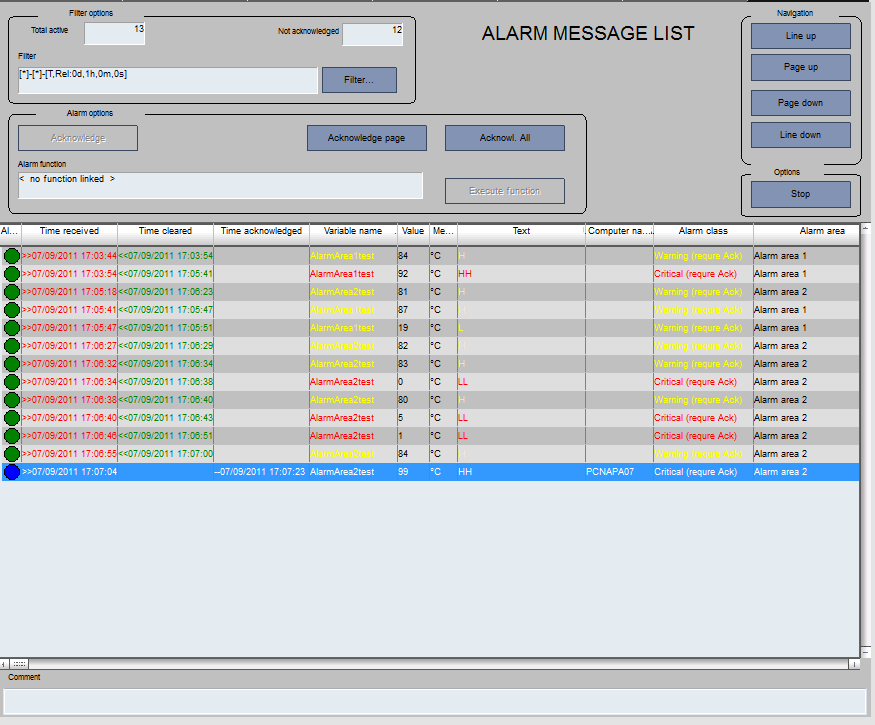 Filter options
Total active 13 Not acknowledged 12
Filter
[*]-[*]-[T,Rel:0d,1h,0m,0s] Filter...
ALARM MESSAGE LIST
Navigation
Line up
Page up
Page down
Line down
Alarm options
Acknowledge Acknowledge page Acknowl. All
Alarm function
< no function linked >
Execute function
Options
Stop
Al... Time received Time cleared Time acknowledged Variable name Value Me... Text Computer na... Alarm class Alarm area
>>07/09/2011 17:03:44 <<07/09/2011 17:03:54 AlarmArea1test 84 °C H Warning (requre Ack) Alarm area 1
>>07/09/2011 17:03:54 <<07/09/2011 17:05:41 AlarmArea1test 92 °C HH Critical (requre Ack) Alarm area 1
>>07/09/2011 17:05:18 <<07/09/2011 17:06:23 AlarmArea2test 81 °C H Warning (requre Ack) Alarm area 2
>>07/09/2011 17:05:41 <<07/09/2011 17:05:47 AlarmArea1test 87 °C H Warning (requre Ack) Alarm area 1
>>07/09/2011 17:05:47 <<07/09/2011 17:05:51 AlarmArea1test 19 °C L Warning (requre Ack) Alarm area 1
>>07/09/2011 17:06:27 <<07/09/2011 17:06:29 AlarmArea2test 82 °C H Warning (requre Ack) Alarm area 2
>>07/09/2011 17:06:32 <<07/09/2011 17:06:34 AlarmArea2test 83 °C H Warning (requre Ack) Alarm area 2
>>07/09/2011 17:06:34 <<07/09/2011 17:06:38 AlarmArea2test 0 °C LL Critical (requre Ack) Alarm area 2
>>07/09/2011 17:06:38 <<07/09/2011 17:06:40 AlarmArea2test 80 °C H Warning (requre Ack) Alarm area 2
>>07/09/2011 17:06:40 <<07/09/2011 17:06:43 AlarmArea2test 5 °C LL Critical (requre Ack) Alarm area 2
>>07/09/2011 17:06:46 <<07/09/2011 17:06:51 AlarmArea2test 1 °C LL Critical (requre Ack) Alarm area 2
>>07/09/2011 17:06:55 <<07/09/2011 17:07:00 AlarmArea2test 84 °C H Warning (requre Ack) Alarm area 2
>>07/09/2011 17:07:04 --07/09/2011 17:07:23 AlarmArea2test 99 °C HH PCNAPA07 Critical (requre Ack) Alarm area 2
Comment